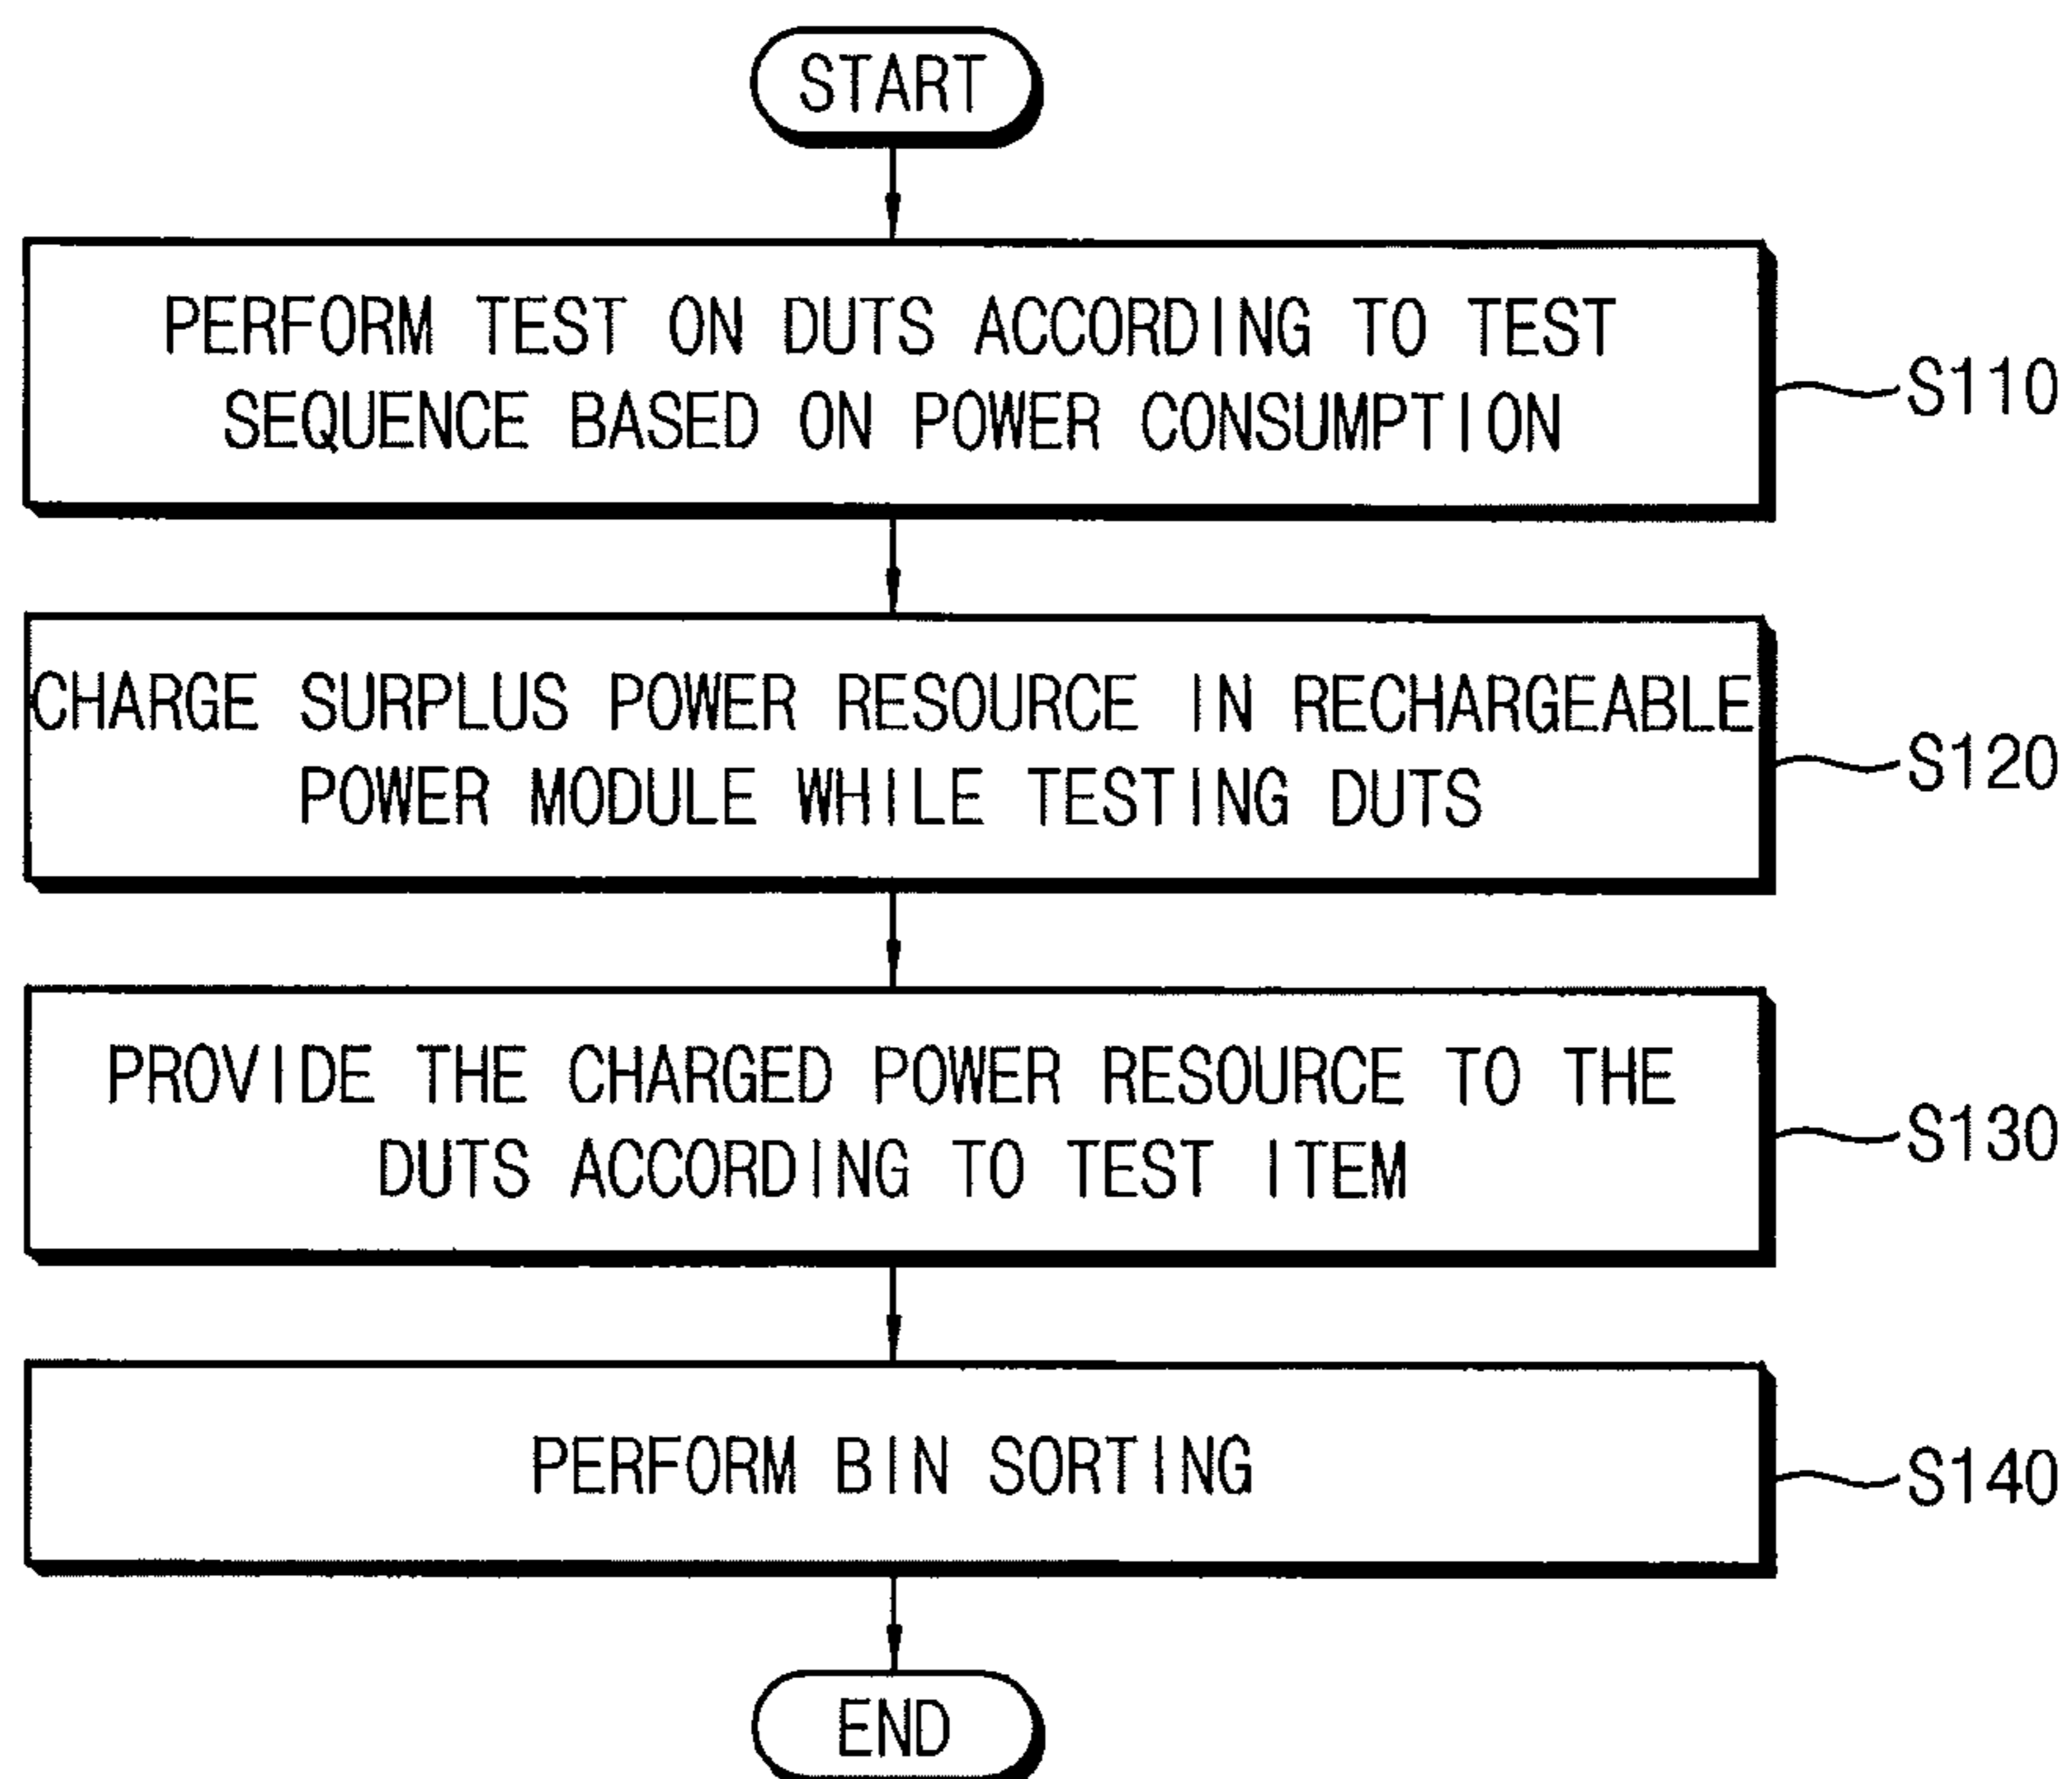 START
PERFORM TEST ON DUTS ACCORDING TO TEST
SEQUENCE BASED ON POWER CONSUMPTION
S110
CHARGE SURPLUS POWER RESOURCE IN RECHARGEABLE
POWER MODULE WHILE TESTING DUTS
S120
PROVIDE THE CHARGED POWER RESOURCE TO THE
DUTS ACCORDING TO TEST ITEM
S130
PERFORM BIN SORTING
S140
END